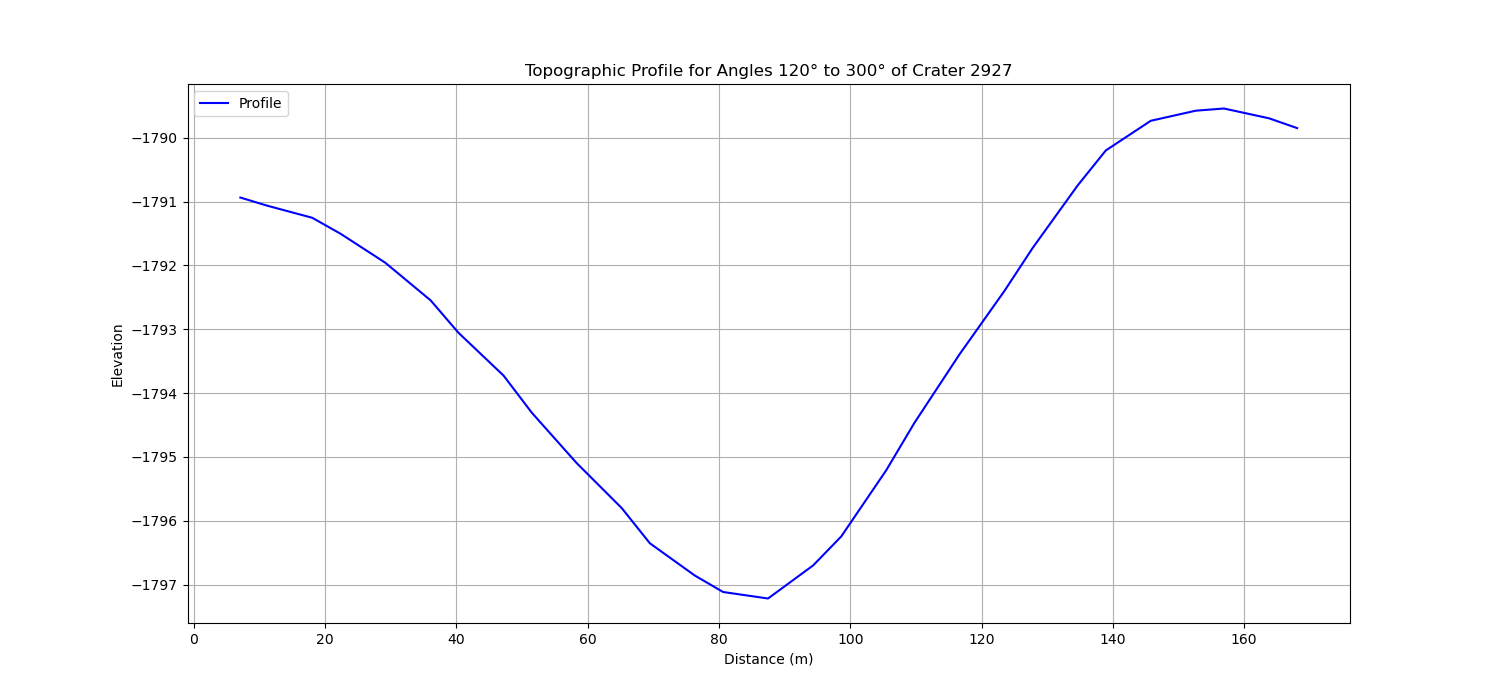 Topographic Profile for Angles 120° to 300° of Crater 2927
Profile
−1790
−1791
−1792
−1793
−1794
−1795
−1796
−1797
Elevation
0 20 40 60 80 100 120 140 160
Distance (m)